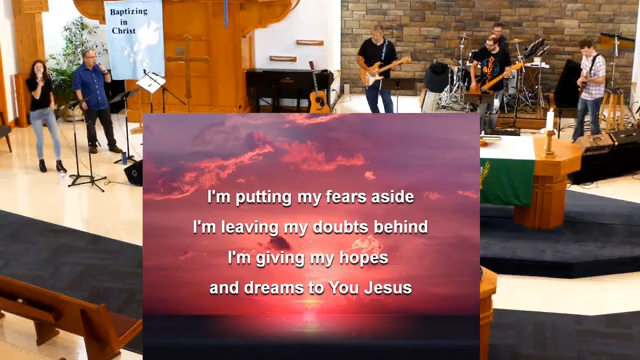 Baptizing
in
Christ
I'm putting my fears aside
I'm leaving my doubts behind
I'm giving my hopes
and dreams to You Jesus